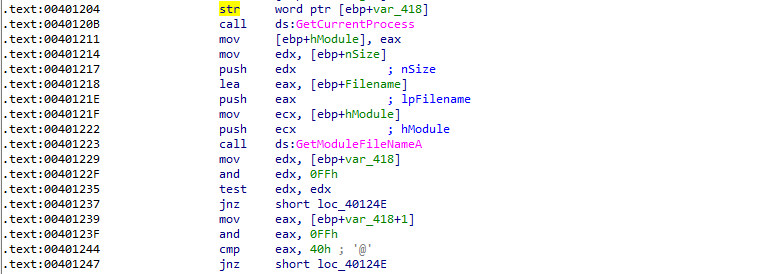 .text:00401204 str word ptr [ebp+var_418]
.text:0040120B call ds:GetCurrentProcess
.text:00401211 mov [ebp+hModule], eax
.text:00401214 mov edx, [ebp+nSize]
.text:00401217 push edx ; nSize
.text:00401218 lea eax, [ebp+Filename]
.text:0040121E push eax ; lpFilename
.text:0040121F mov ecx, [ebp+hModule]
.text:00401222 push ecx ; hModule
.text:00401223 call ds:GetModuleFileNameA
.text:00401229 mov edx, [ebp+var_418]
.text:0040122F and edx, 0FFh
.text:00401235 test edx, edx
.text:00401237 jnz short loc_40124E
.text:00401239 mov eax, [ebp+var_418+1]
.text:0040123F and eax, 0FFh
.text:00401244 cmp eax, 40h ; '@'
.text:00401247 jnz short loc_40124E